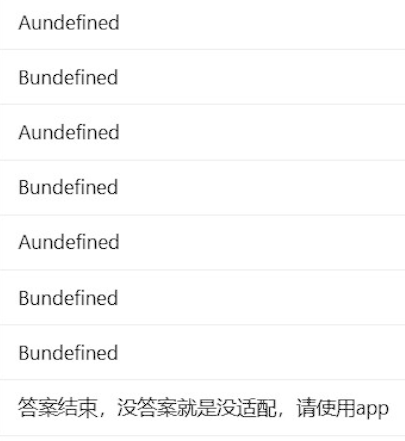 Aundefined
Bundefined
Aundefined
Bundefined
Aundefined
Bundefined
Bundefined
答案结束，没答案就是没适配，请使用app